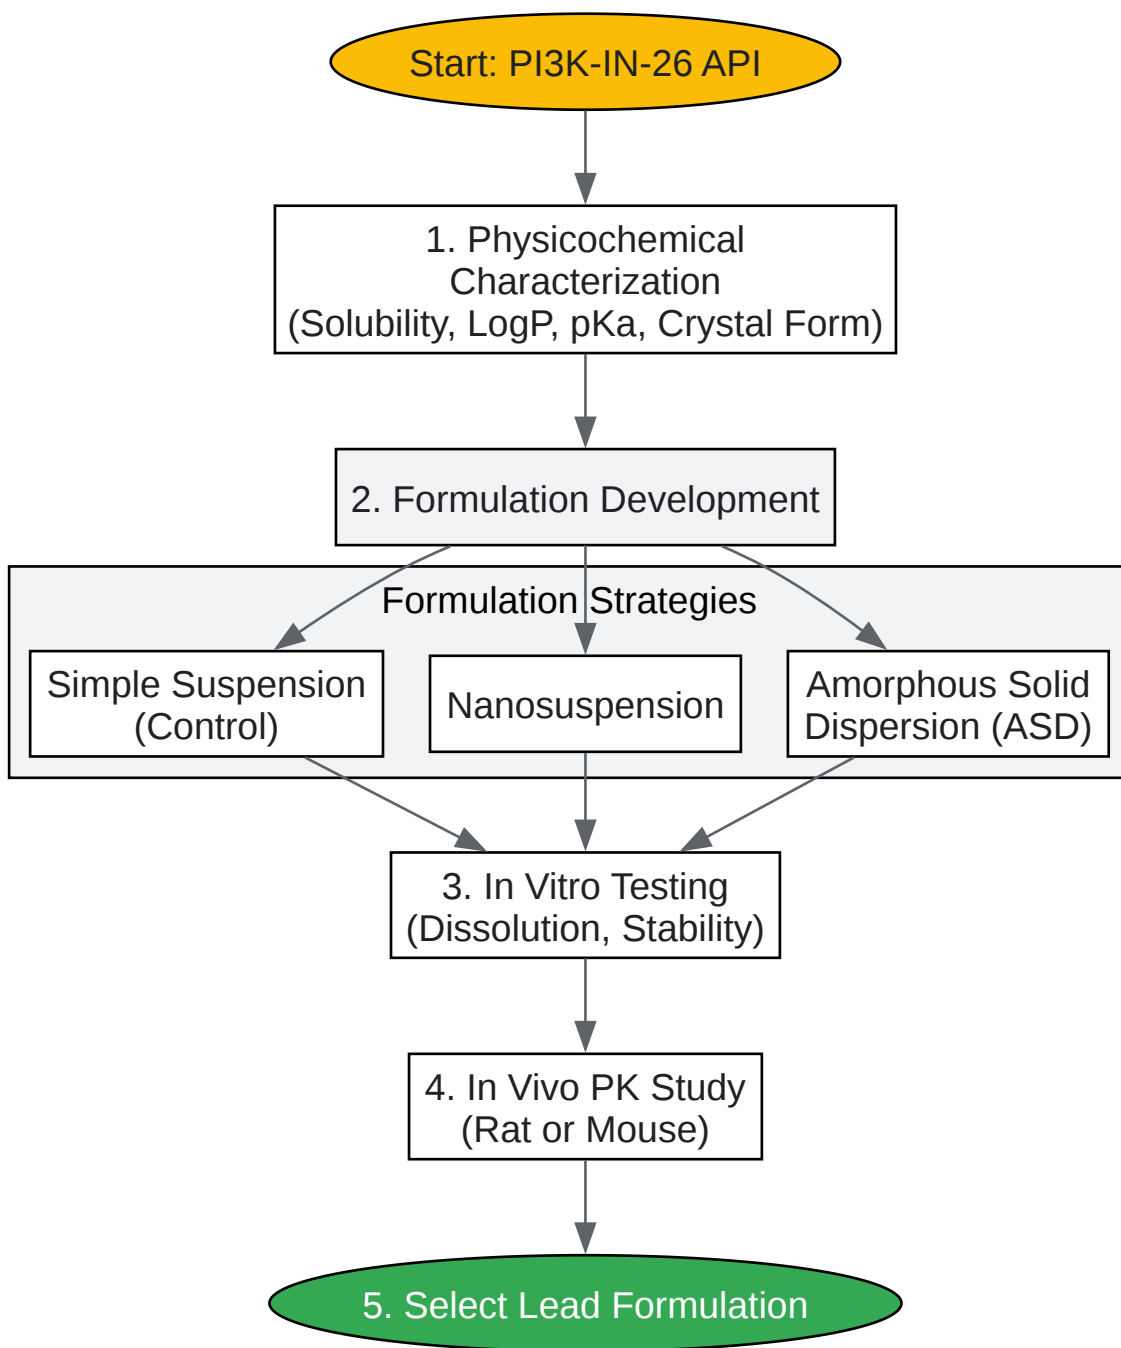 Start: PI3K-IN-26 API
1. Physicochemical
Characterization
(Solubility, LogP, pKa, Crystal Form)
2. Formulation Development
Formulation Strategies
Simple Suspension
(Control)
Nanosuspension
Amorphous Solid
Dispersion (ASD)
3. In Vitro Testing
(Dissolution, Stability)
4. In Vivo PK Study
(Rat or Mouse)
5. Select Lead Formulation